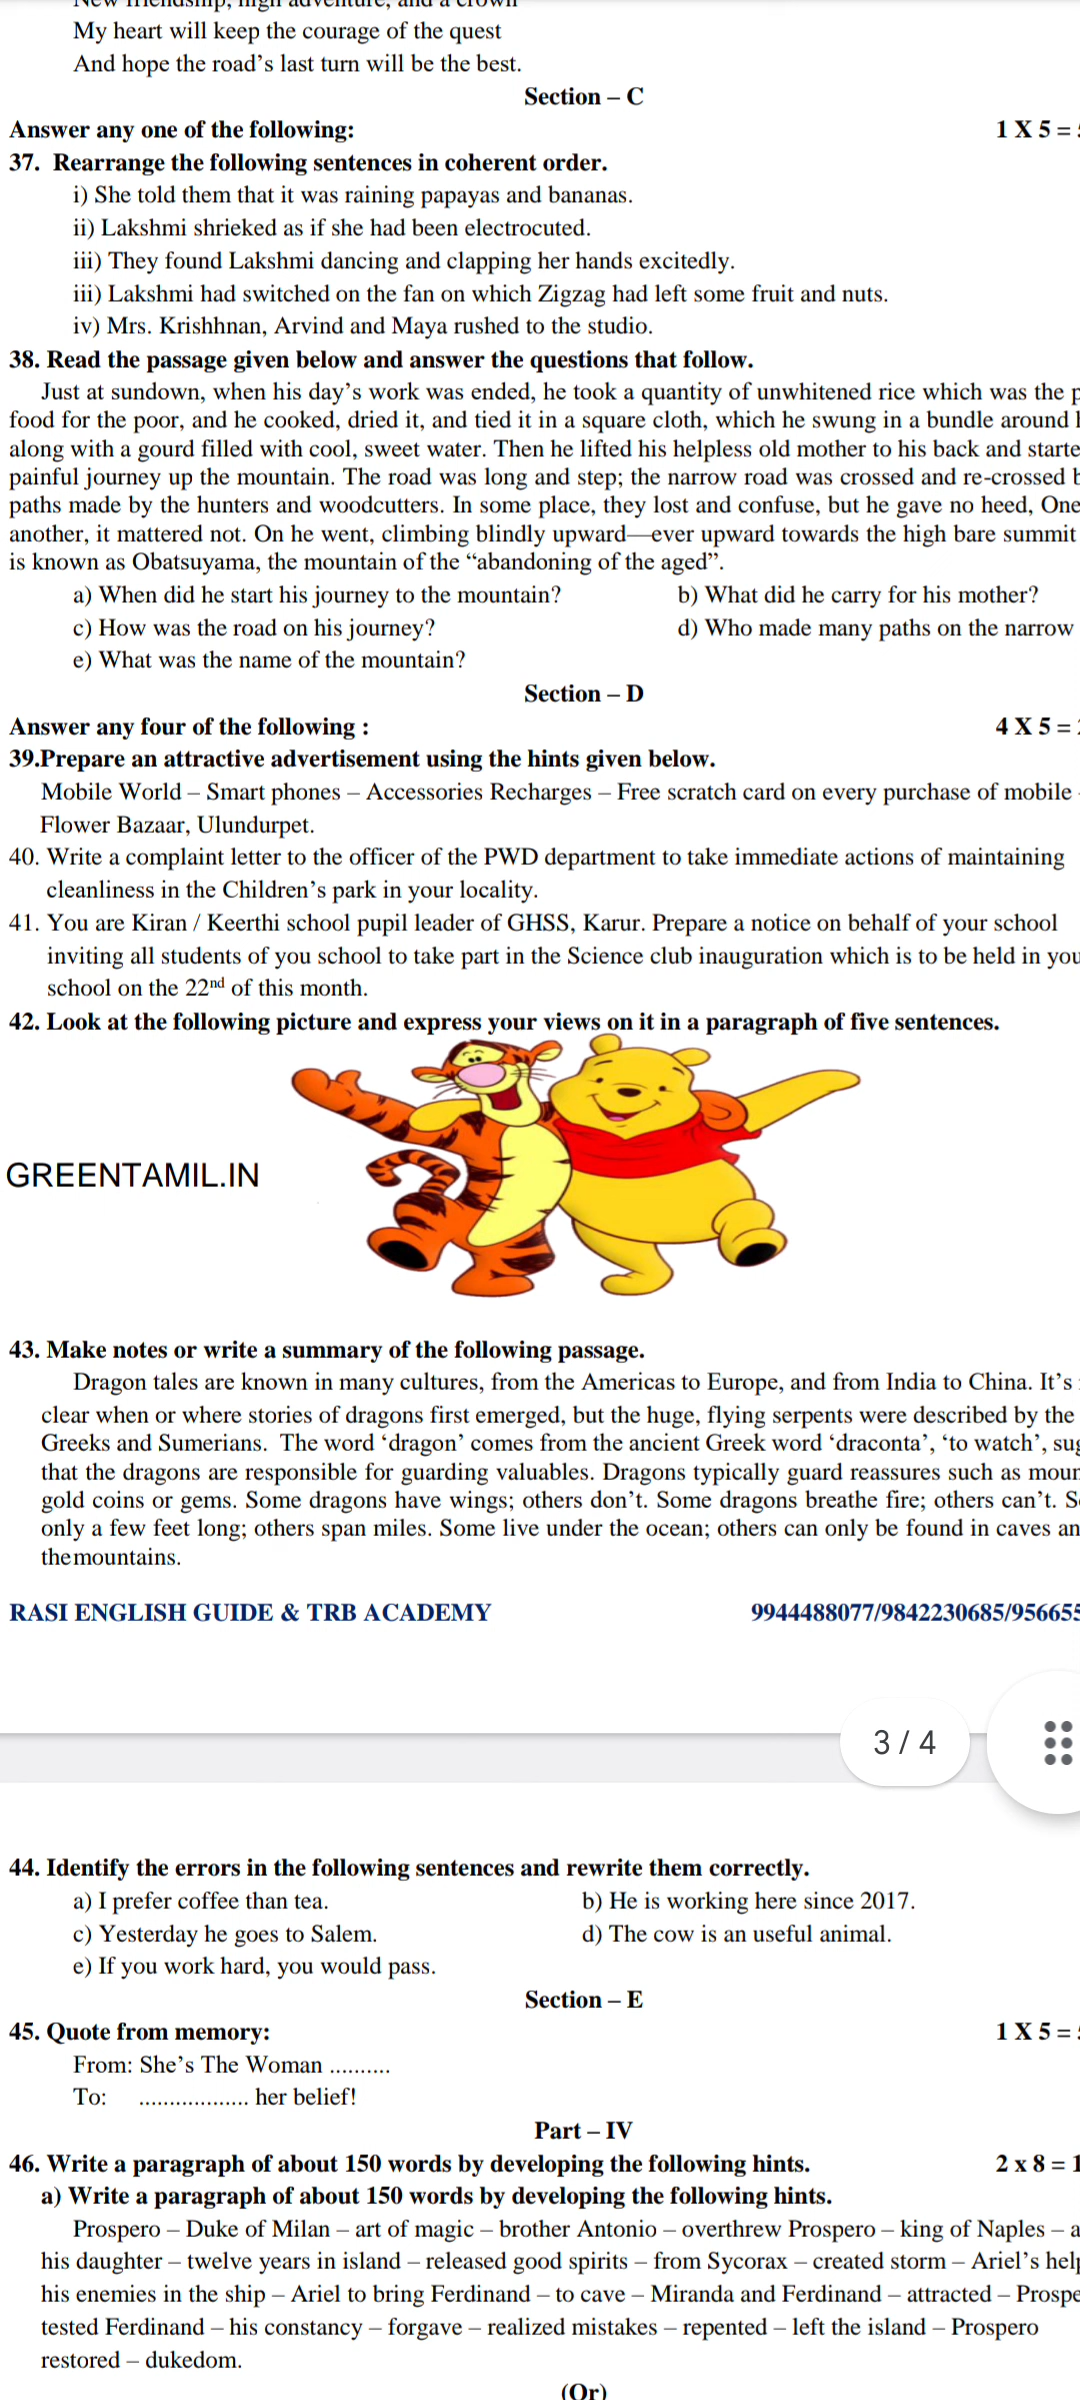 My heart will keep the courage of the quest
And hope the road’s last turn will be the best.
Section – C
Answer any one of the following: 1 X 5 =
37. Rearrange the following sentences in coherent order.
i) She told them that it was raining papayas and bananas.
ii) Lakshmi shrieked as if she had been electrocuted.
iii) They found Lakshmi dancing and clapping her hands excitedly.
iii) Lakshmi had switched on the fan on which Zigzag had left some fruit and nuts.
iv) Mrs. Krishhnan, Arvind and Maya rushed to the studio.
38. Read the passage given below and answer the questions that follow.
Just at sundown, when his day’s work was ended, he took a quantity of unwhitened rice which was the
food for the poor, and he cooked, dried it, and tied it in a square cloth, which he swung in a bundle around
along with a gourd filled with cool, sweet water. Then he lifted his helpless old mother to his back and starte
painful journey up the mountain. The road was long and step; the narrow road was crossed and re-crossed
paths made by the hunters and woodcutters. In some place, they lost and confuse, but he gave no heed, One
another, it mattered not. On he went, climbing blindly upward—ever upward towards the high bare summit
is known as Obatsuyama, the mountain of the “abandoning of the aged”.
a) When did he start his journey to the mountain? b) What did he carry for his mother?
c) How was the road on his journey? d) Who made many paths on the narrow
e) What was the name of the mountain?
Section – D
Answer any four of the following : 4 X 5 =
39.Prepare an attractive advertisement using the hints given below.
Mobile World – Smart phones – Accessories Recharges – Free scratch card on every purchase of mobile
Flower Bazaar, Ulundurpet.
40. Write a complaint letter to the officer of the PWD department to take immediate actions of maintaining
cleanliness in the Children’s park in your locality.
41. You are Kiran / Keerthi school pupil leader of GHSS, Karur. Prepare a notice on behalf of your school
inviting all students of you school to take part in the Science club inauguration which is to be held in you
school on the 22nd of this month.
42. Look at the following picture and express your views on it in a paragraph of five sentences.
GREENTAMIL.IN
43. Make notes or write a summary of the following passage.
Dragon tales are known in many cultures, from the Americas to Europe, and from India to China. It’s
clear when or where stories of dragons first emerged, but the huge, flying serpents were described by the
Greeks and Sumerians. The word ‘dragon’ comes from the ancient Greek word ‘draconta’, ‘to watch’, sug
that the dragons are responsible for guarding valuables. Dragons typically guard reassures such as moun
gold coins or gems. Some dragons have wings; others don’t. Some dragons breathe fire; others can’t. S
only a few feet long; others span miles. Some live under the ocean; others can only be found in caves an
themountains.
RASI ENGLISH GUIDE & TRB ACADEMY 9944488077/9842230685/956655
3 / 4
44. Identify the errors in the following sentences and rewrite them correctly.
a) I prefer coffee than tea. b) He is working here since 2017.
c) Yesterday he goes to Salem. d) The cow is an useful animal.
e) If you work hard, you would pass.
Section – E
45. Quote from memory: 1 X 5 =
From: She’s The Woman ..........
To: .................. her belief!
Part – IV
46. Write a paragraph of about 150 words by developing the following hints. 2 x 8 = 1
a) Write a paragraph of about 150 words by developing the following hints.
Prospero – Duke of Milan – art of magic – brother Antonio – overthrew Prospero – king of Naples – a
his daughter – twelve years in island – released good spirits – from Sycorax – created storm – Ariel’s help
his enemies in the ship – Ariel to bring Ferdinand – to cave – Miranda and Ferdinand – attracted – Prospe
tested Ferdinand – his constancy – forgave – realized mistakes – repented – left the island – Prospero
restored – dukedom.
(Or)